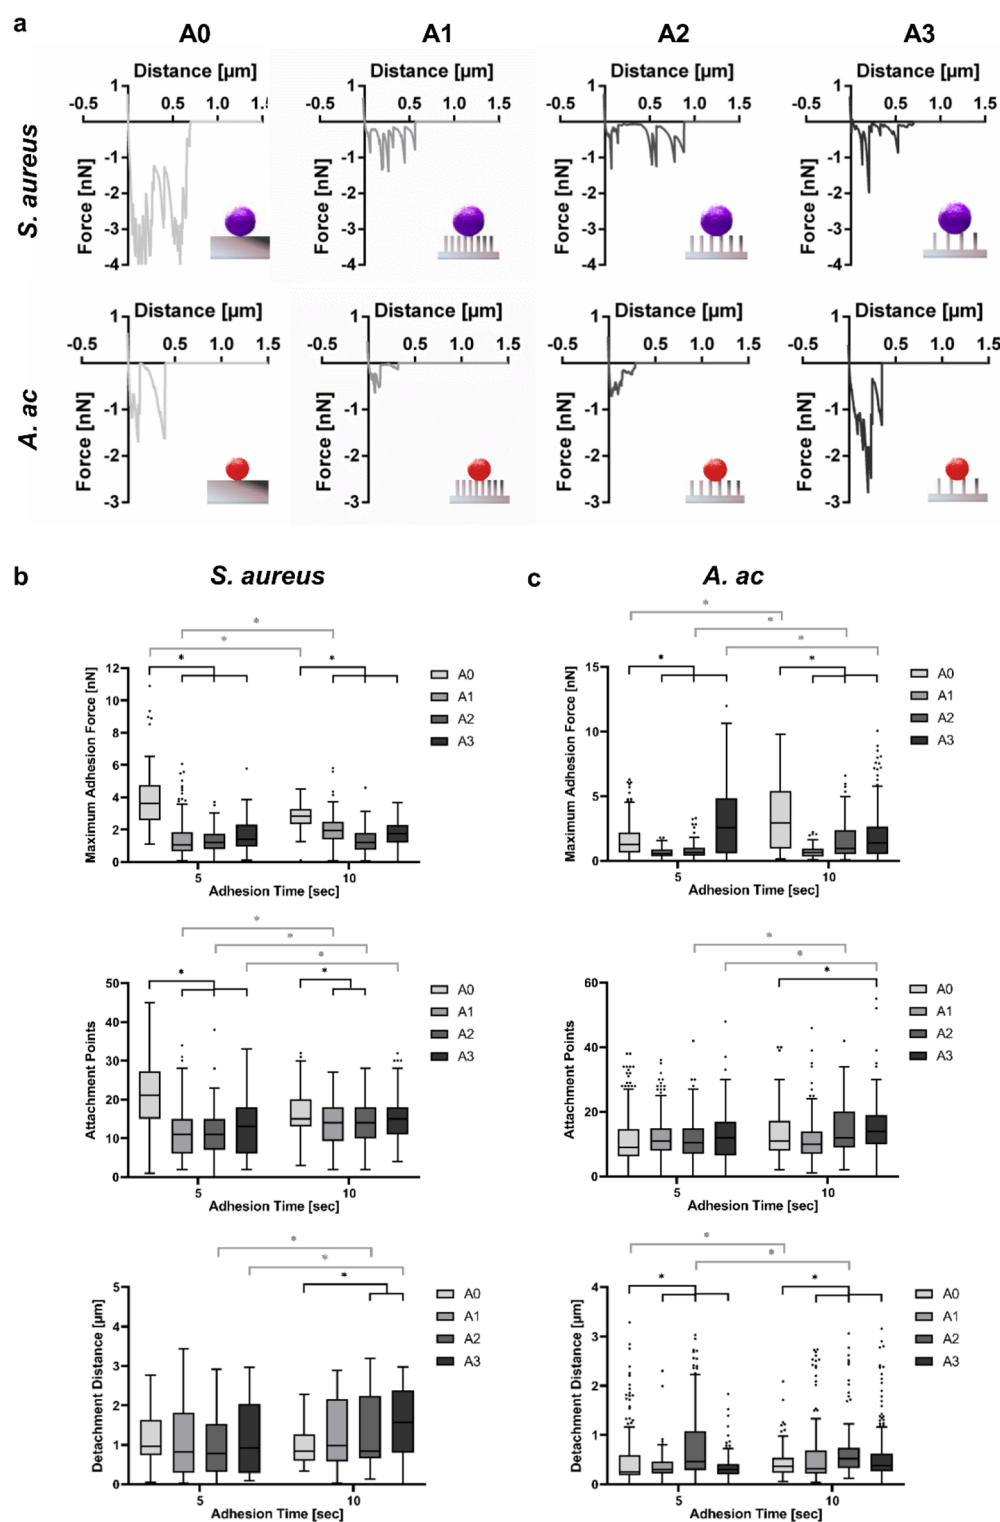 a
A0 A1 A2 A3
S. aureus
Distance [µm] Distance [µm] Distance [µm] Distance [µm]
1 1 1 1
-0.5 0.5 1.0 1.5 -0.5 0.5 1.0 1.5 -0.5 0.5 1.0 1.5 -0.5 0.5 1.0 1.5
-1 -1 -1 -1
-2 -2 -2 -2
-3 -3 -3 -3
-4 -4 -4 -4
Force [nN] Force [nN] Force [nN] Force [nN]
A. ac
Distance [µm] Distance [µm] Distance [µm] Distance [µm]
1 1 1 1
-0.5 0.5 1.0 1.5 -0.5 0.5 1.0 1.5 -0.5 0.5 1.0 1.5 -0.5 0.5 1.0 1.5
-1 -1 -1 -1
-2 -2 -2 -2
-3 -3 -3 -3
Force [nN] Force [nN] Force [nN] Force [nN]
b S. aureus
* * * *
Maximum Adhesion Force [nN]
12
10
8
6
4
2
0
5 10
Adhesion Time [sec]
A0
A1
A2
A3
* * * * *
Attachment Points
50
40
30
20
10
0
5 10
Adhesion Time [sec]
A0
A1
A2
A3
* * *
Detachment Distance [µm]
5
4
3
2
1
0
5 10
Adhesion Time [sec]
A0
A1
A2
A3
c A. ac
* * * * *
Maximum Adhesion Force [nN]
15
10
5
0
5 10
Adhesion Time [sec]
A0
A1
A2
A3
* * *
Attachment Points
60
40
20
0
5 10
Adhesion Time [sec]
A0
A1
A2
A3
* * * *
Detachment Distance [µm]
4
3
2
1
0
5 10
Adhesion Time [sec]
A0
A1
A2
A3